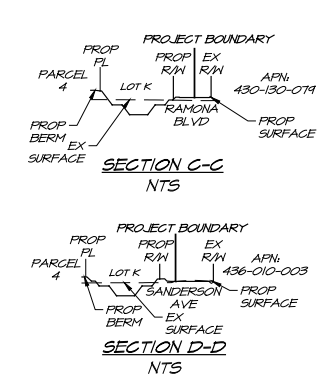 PROJECT BOUNDARY
PROP
PL
PROP
R/W
EX
R/W
PARCEL
4
LOT K
APN:
430-130-079
RAMONA
BLVD
PROP
BERM
EX
SURFACE
PROP
SURFACE
SECTION C-C
NTS
PROJECT BOUNDARY
PROP
PL
PROP
R/W
EX
R/W
PARCEL
4
LOT K
APN:
436-010-003
SANDERSON
AVE
PROP
BERM
EX
SURFACE
PROP
SURFACE
SECTION D-D
NTS